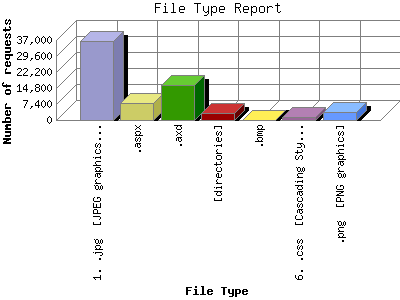 File Type Report
Number of requests
37,000
29,600
22,200
14,800
7,400
0
1. .jpg [JPEG graphics...
.aspx
.axd
[directories]
.bmp
6. .css [Cascading Sty...
.png [PNG graphics]
File Type